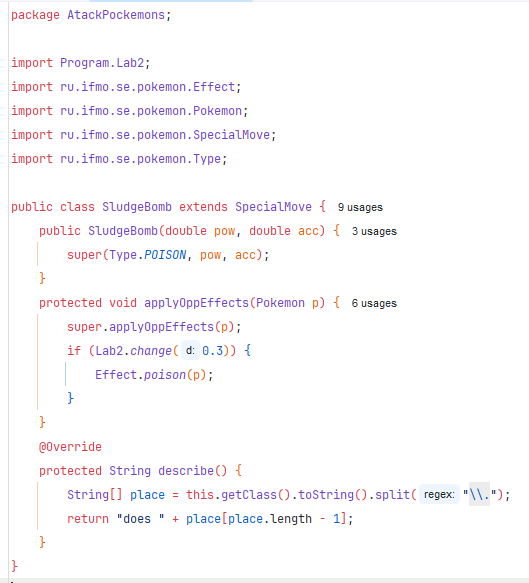 package AtackPockemons;
import Program.Lab2;
import ru.ifmo.se.pokemon.Effect;
import ru.ifmo.se.pokemon.Pokemon;
import ru.ifmo.se.pokemon.SpecialMove;
import ru.ifmo.se.pokemon.Type;
public class SludgeBomb extends SpecialMove { 9 usages
public SludgeBomb(double pow, double acc) { 3 usages
super(Type.POISON, pow, acc);
}
protected void applyOppEffects(Pokemon p) { 6 usages
super.applyOppEffects(p);
if (Lab2.change( d: 0.3)) {
Effect.poison(p);
}
}
@Override
protected String describe() {
String[] place = this.getClass().toString().split( regex: "\\.");
return "does " + place[place.length - 1];
}
}